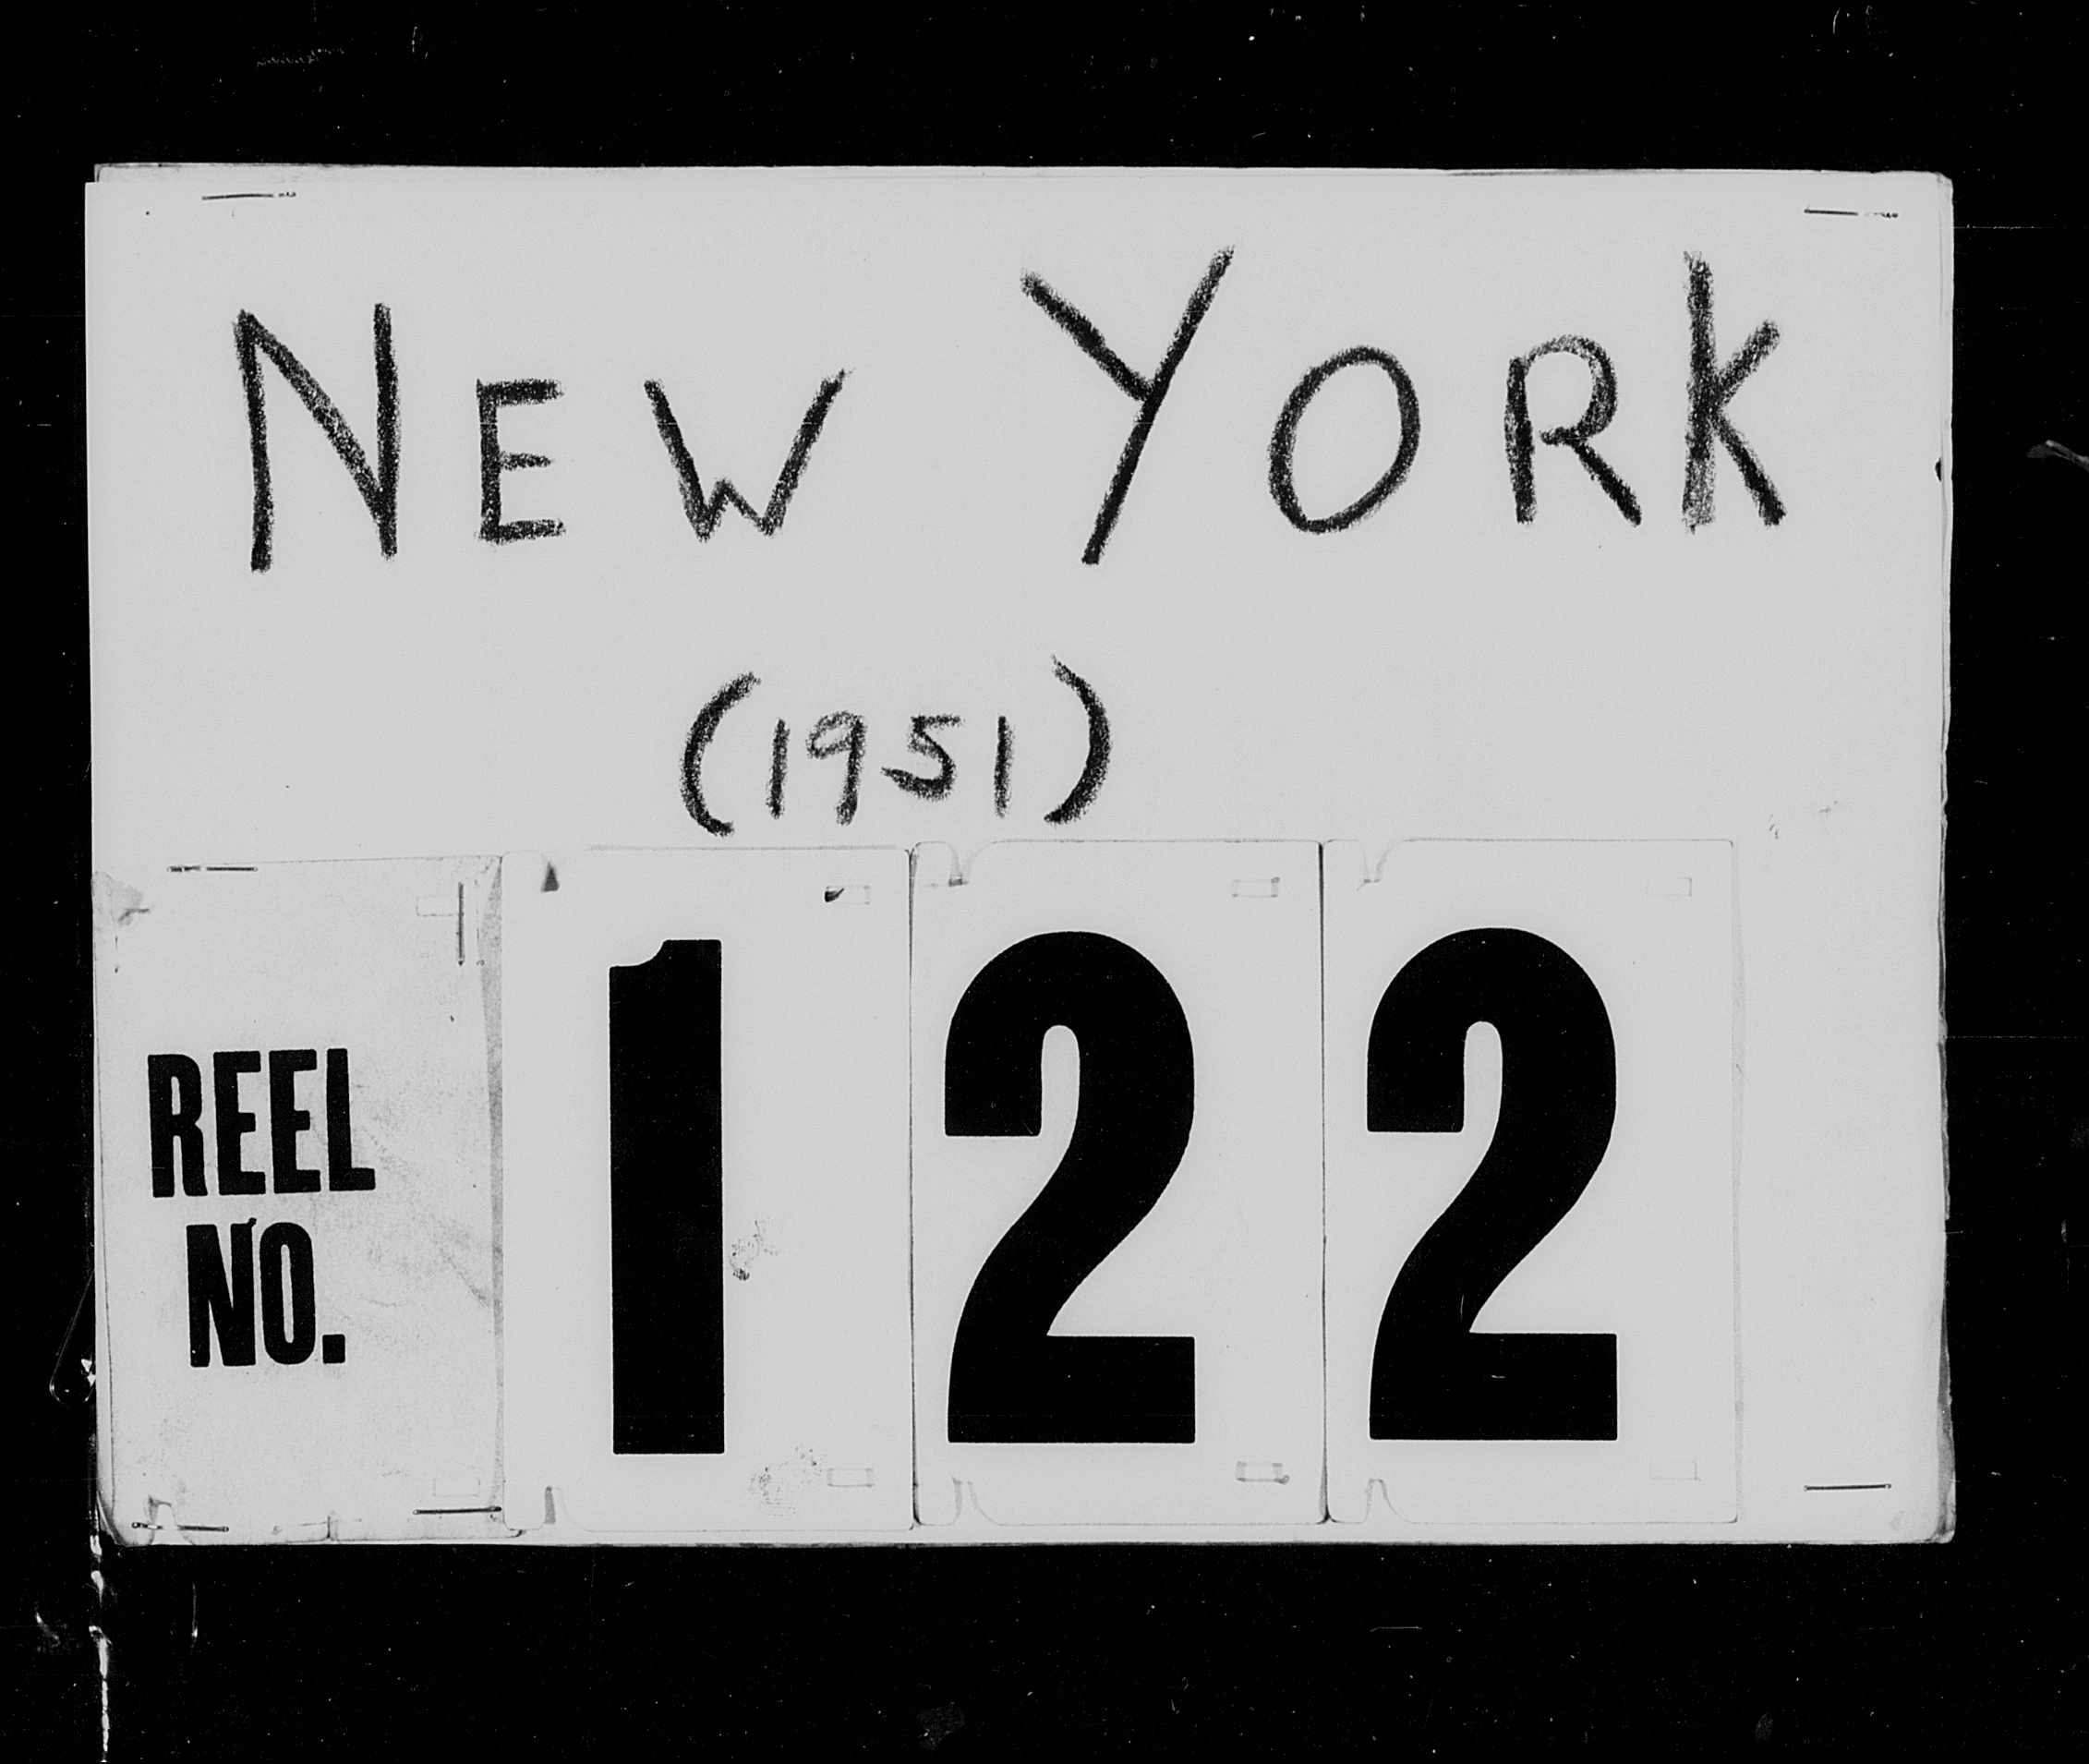 NEW YORK
(1951)
REEL
NO.
122